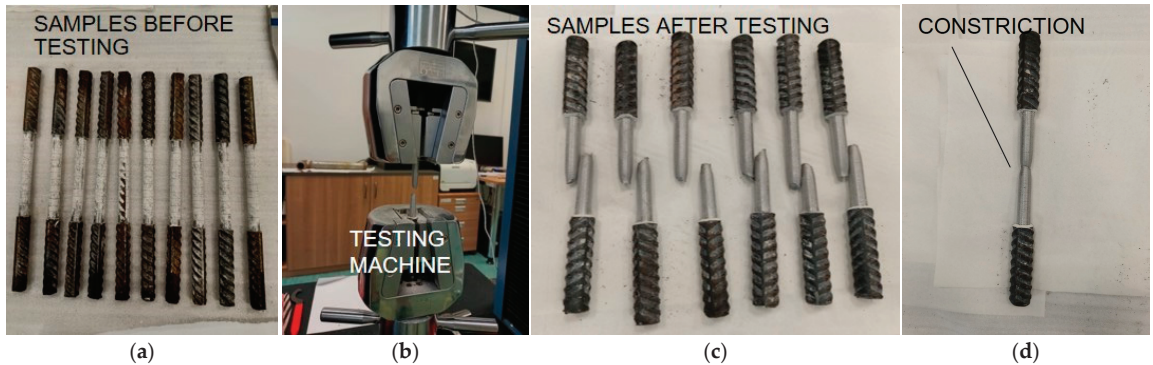 SAMPLES BEFORE
TESTING
TESTING
MACHINE
SAMPLES AFTER TESTING
CONSTRICTION
(a)
(b)
(c)
(d)